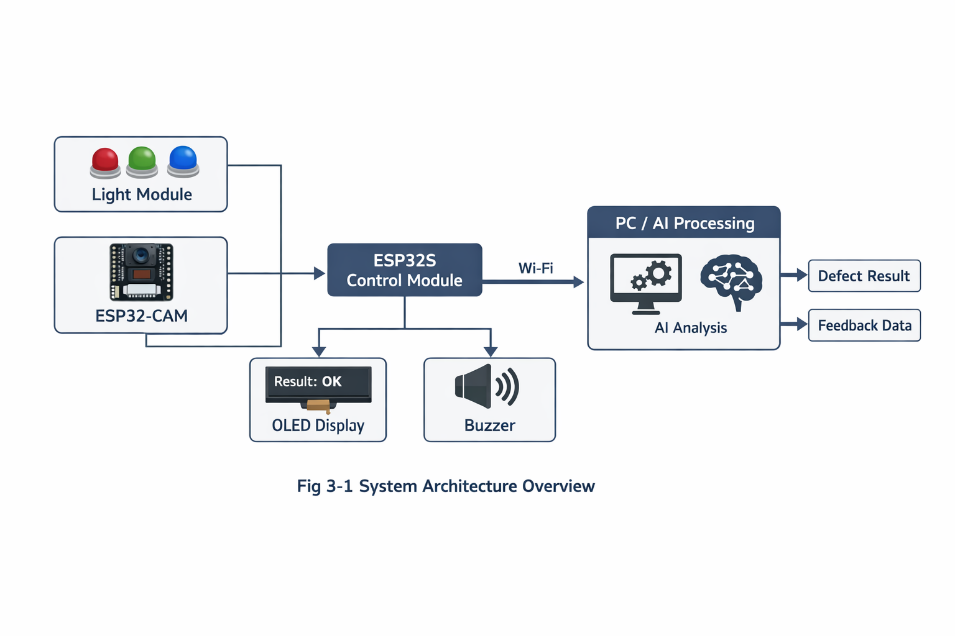 Light Module
ESP32-CAM
ESP32S
Control Module
Wi-Fi
PC / AI Processing
AI Analysis
Defect Result
Feedback Data
Result: OK
OLED Display
Buzzer
Fig 3-1 System Architecture Overview